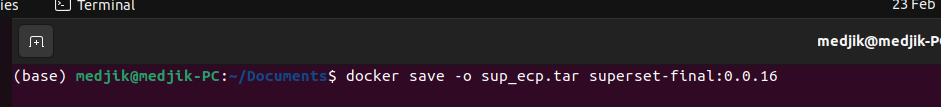 ies Terminal 23 Feb
medjik@medjik-P
(base) medjik@medjik-PC:~/Documents$ docker save -o sup_ecp.tar superset-final:0.0.16